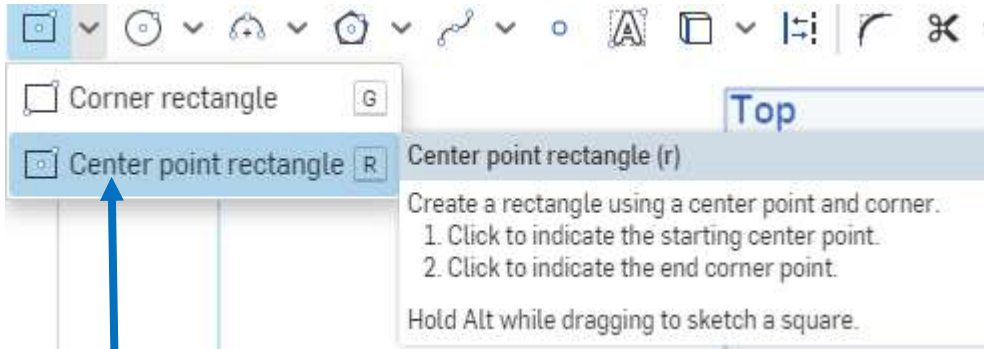 A
Corner rectangle G
Top
Center point rectangle R
Center point rectangle (r)
Create a rectangle using a center point and corner.
1. Click to indicate the starting center point.
2. Click to indicate the end corner point.
Hold Alt while dragging to sketch a square.